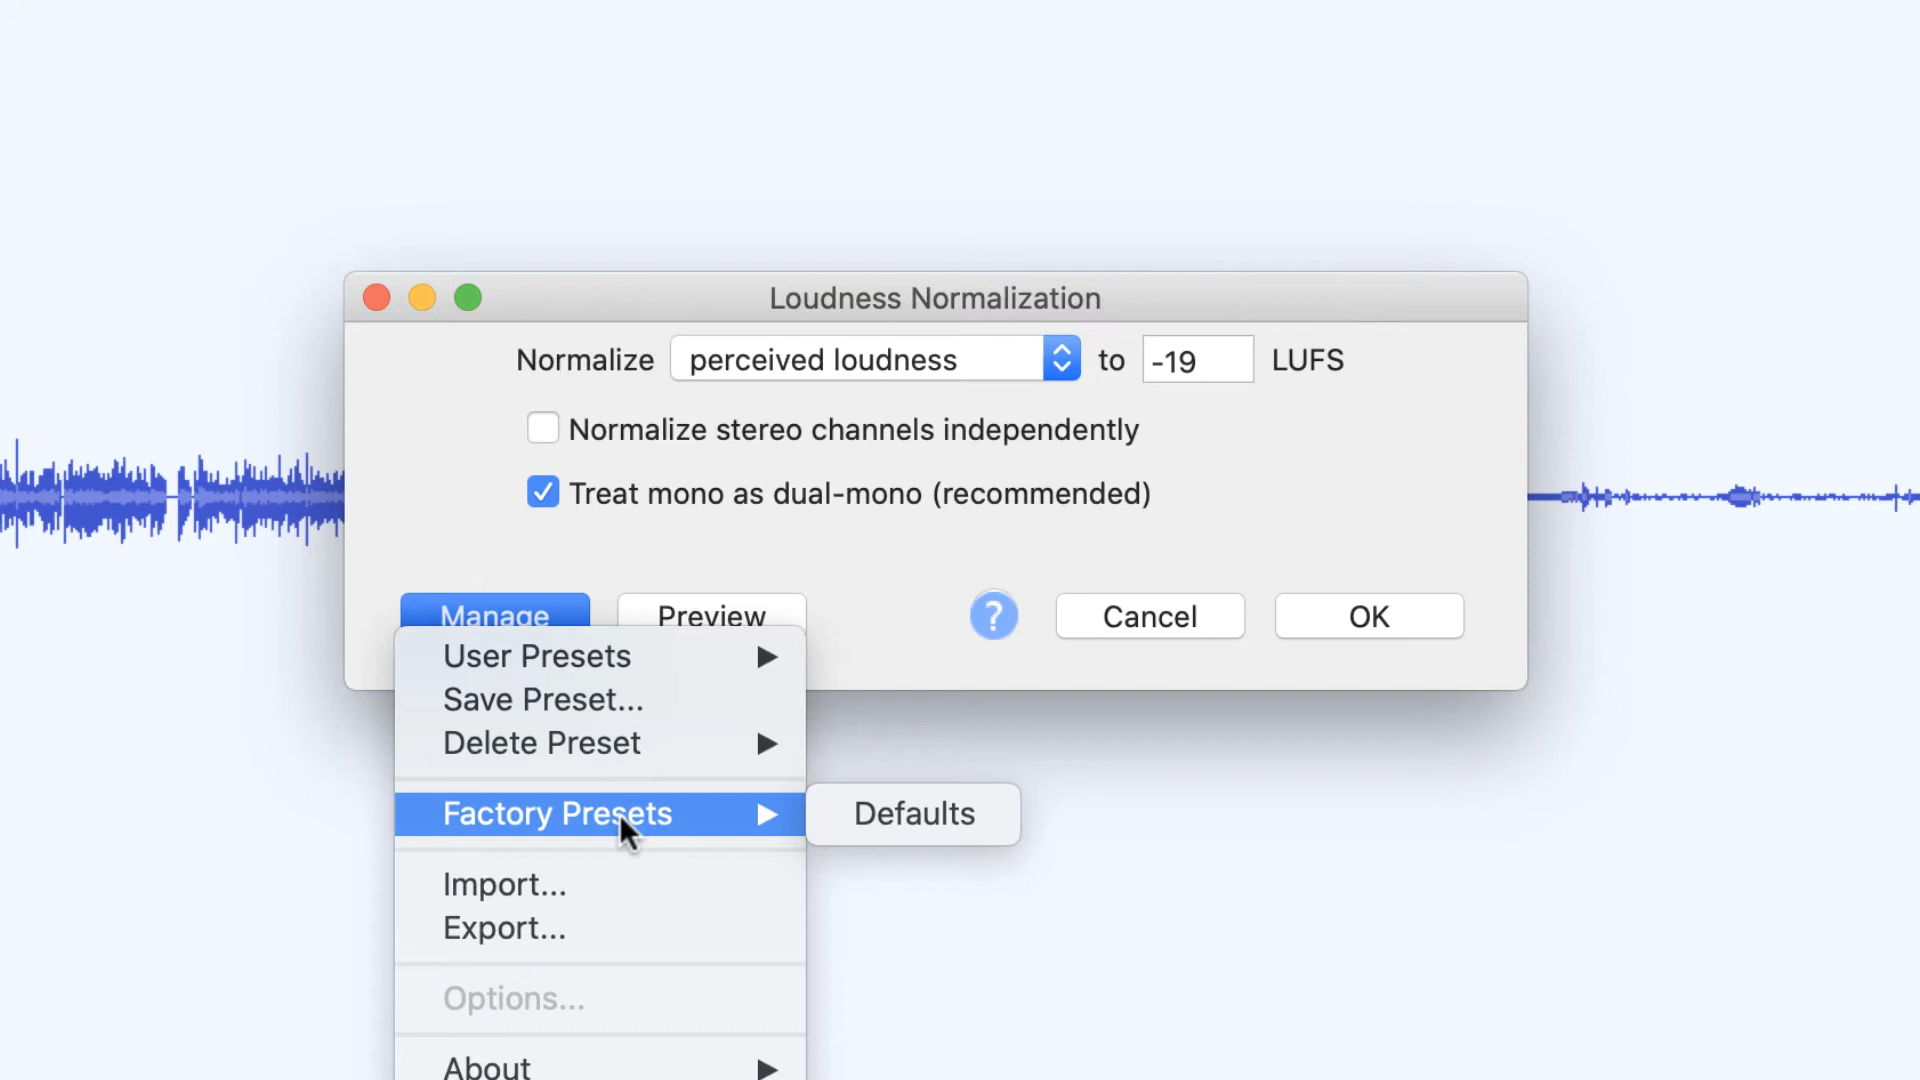 Loudness Normalization
Normalize perceived loudness to -19 LUFS
Normalize stereo channels independently
Treat mono as dual-mono (recommended)
Manage Preview ? Cancel OK
User Presets
Save Preset...
Delete Preset
Factory Presets Defaults
Import...
Export...
Options...
About